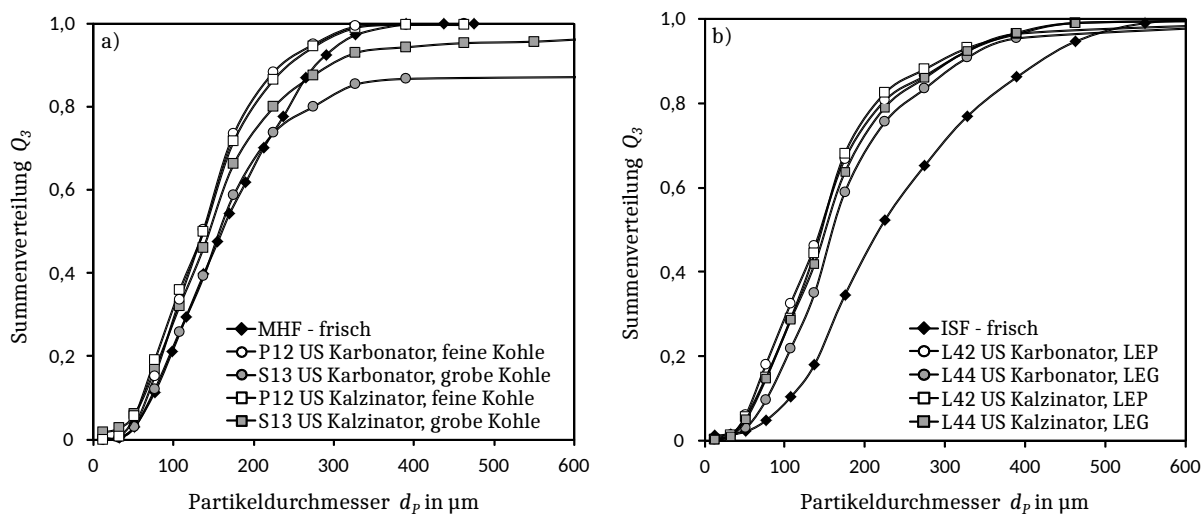 a)
Summenverteilung Q3
1,0
0,8
0,6
0,4
0,2
0
MHF - frisch
P12 US Karbonator, feine Kohle
S13 US Karbonator, grobe Kohle
P12 US Kalzinator, feine Kohle
S13 US Kalzinator, grobe Kohle
0 100 200 300 400 500 600
Partikeldurchmesser dP in µm
b)
Summenverteilung Q3
1,0
0,8
0,6
0,4
0,2
0,0
ISF - frisch
L42 US Karbonator, LEP
L44 US Karbonator, LEG
L42 US Kalzinator, LEP
L44 US Kalzinator, LEG
0 100 200 300 400 500 600
Partikeldurchmesser dP in µm